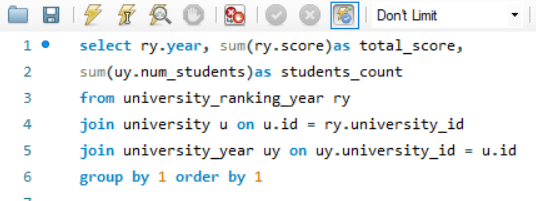 Don't Limit
1 select ry.year, sum(ry.score)as total_score,
2 sum(uy.num_students)as students_count
3 from university_ranking_year ry
4 join university u on u.id = ry.university_id
5 join university_year uy on uy.university_id = u.id
6 group by 1 order by 1